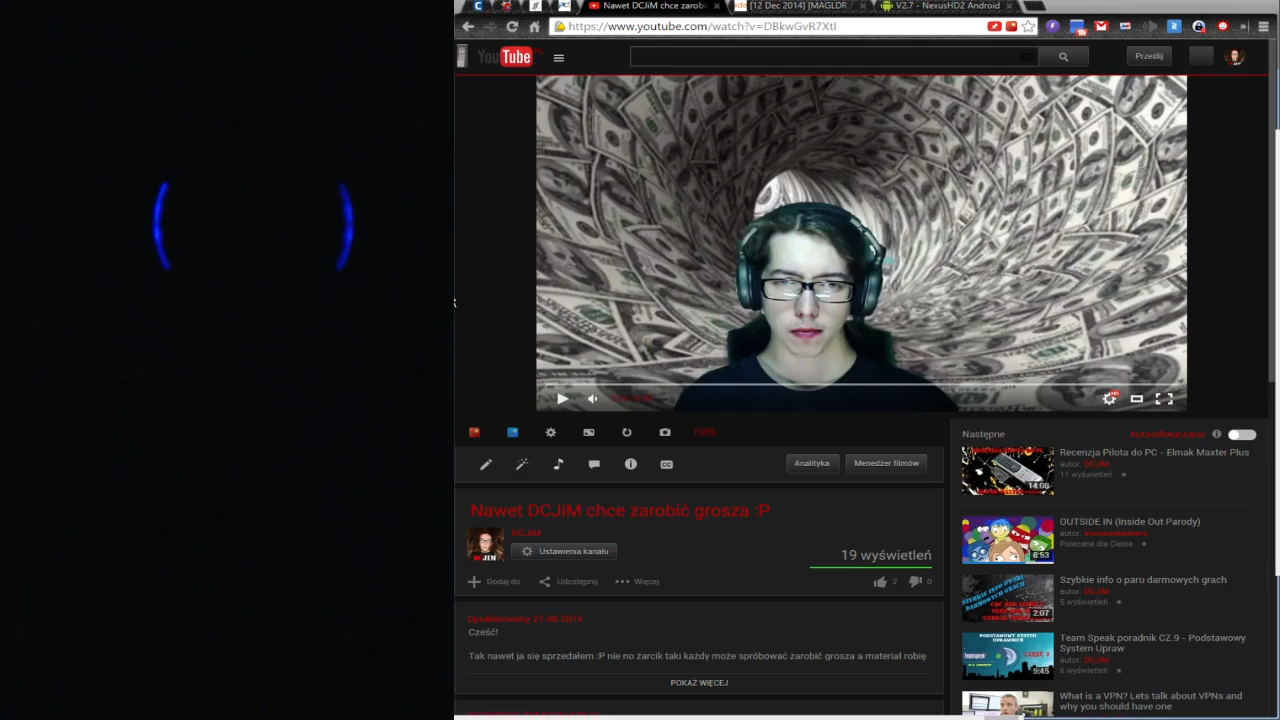 Nawet DCJiM chce zarob
[12 Dec 2014] [MAGLDR
V2.7 - NexusHD2 Android
https://www.youtube.com/watch?v=DBkwGvR7XtI
YouTube
Prześlij
100%
Analityka
Menedżer filmów
Nawet DCJiM chce zarobić grosza :P
DCJIM
Ustawienia kanału
19 wyświetleń
Dodaj do
Udostępnij
Więcej
2
0
Opublikowany 21.08.2015
Cześć!
Tak nawet ja się sprzedałem :P nie no żarcik taki każdy może spróbować zarobić grosza a materiał robię
POKAŻ WIĘCEJ
Następne
Autoodtwarzanie
Recenzja Pilota do PC - Elmak Maxter Plus
autor: DCJIM
11 wyświetleń
14:08
OUTSIDE IN (Inside Out Parody)
autor:
Polecane dla Ciebie
8:53
Szybkie info o paru darmowych grach
autor: DCJIM
5 wyświetleń
2:07
Team Speak poradnik CZ.9 - Podstawowy
System Upraw
autor: DCJIM
6 wyświetleń
5:45
What is a VPN? Lets talk about VPNs and
why you should have one